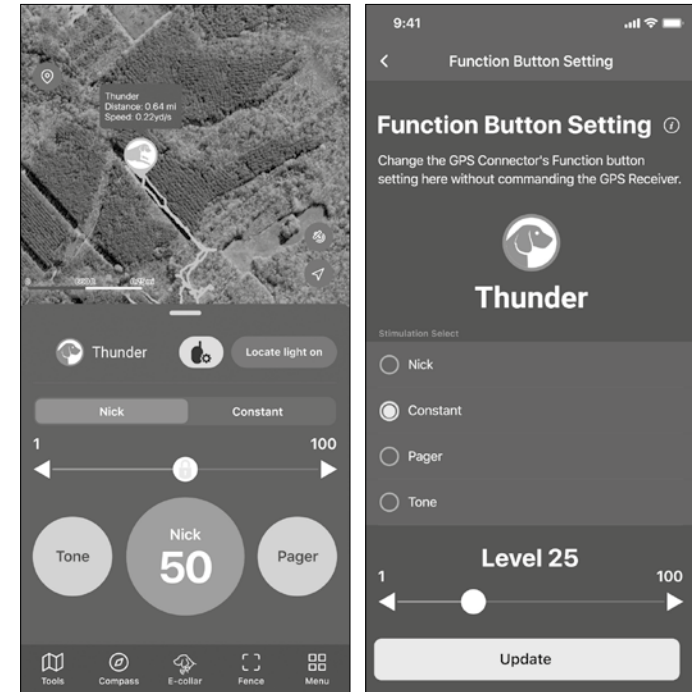 Thunder
Distance: 0.64 mi
Speed: 0.22yd/s
Thunder
Locate light on
Nick
Constant
1
100
Nick
50
Tone
Pager
Tools
Compass
E-collar
Fence
Menu
9:41
Function Button Setting
Function Button Setting
Change the GPS Connector's Function button
setting here without commanding the GPS Receiver.
Thunder
Stimulation Select
Nick
Constant
Pager
Tone
Level 25
1
100
Update